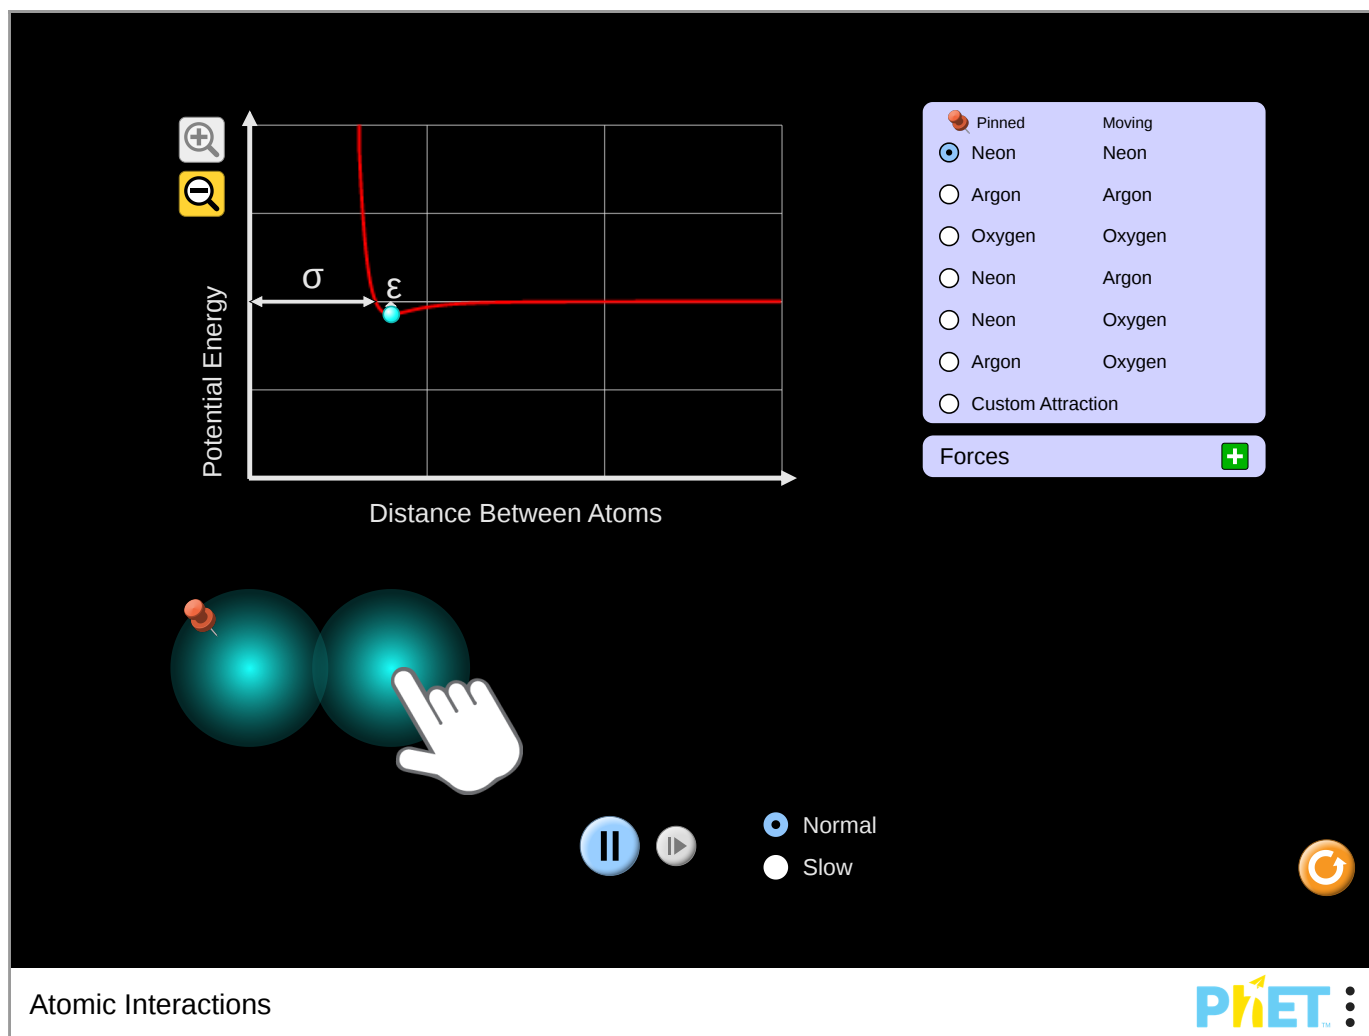 Pinned Moving
Neon Neon
Argon Argon
Oxygen Oxygen
Neon Argon
Neon Oxygen
Argon Oxygen
Custom Attraction
Forces
σ
ε
Potential Energy
Distance Between Atoms
Normal
Slow
Atomic Interactions
PhET
TM